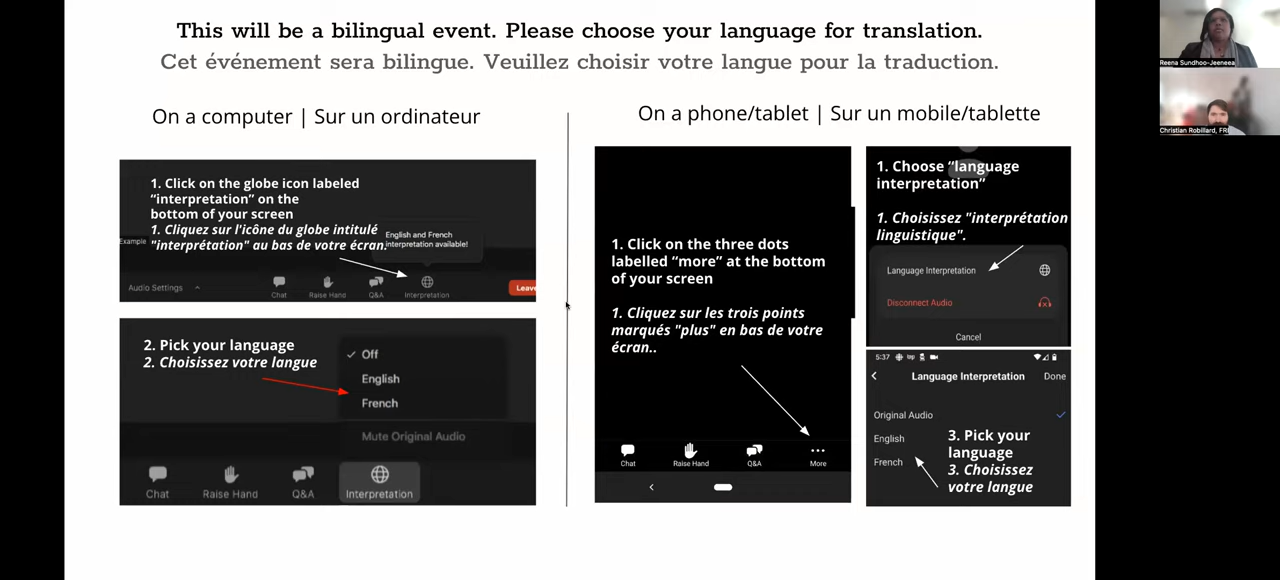 This will be a bilingual event. Please choose your language for translation.
Cet événement sera bilingue. Veuillez choisir votre langue pour la traduction.
On a computer | Sur un ordinateur
1. Click on the globe icon labeled
“interpretation” on the
bottom of your screen
1. Cliquez sur l'icône du globe intitulé
"interprétation" au bas de votre écran.
Example
English and French
interpretation available!
Audio Settings
Chat
Raise Hand
Q&A
Interpretation
Leave
2. Pick your language
2. Choisissez votre langue
Off
English
French
Mute Original Audio
Chat
Raise Hand
Q&A
Interpretation
On a phone/tablet | Sur un mobile/tablette
1. Click on the three dots
labelled “more” at the bottom
of your screen
1. Cliquez sur les trois points
marqués "plus" en bas de votre
écran..
Chat
Raise Hand
Q&A
More
1. Choose “language
interpretation”
1. Choisissez "interprétation
linguistique".
Language Interpretation
Disconnect Audio
Cancel
5:37
Language Interpretation
Done
Original Audio
English
French
3. Pick your
language
3. Choisissez
votre langue
Reena Sundhoo-Jeeneea
Christian Robillard, FRI